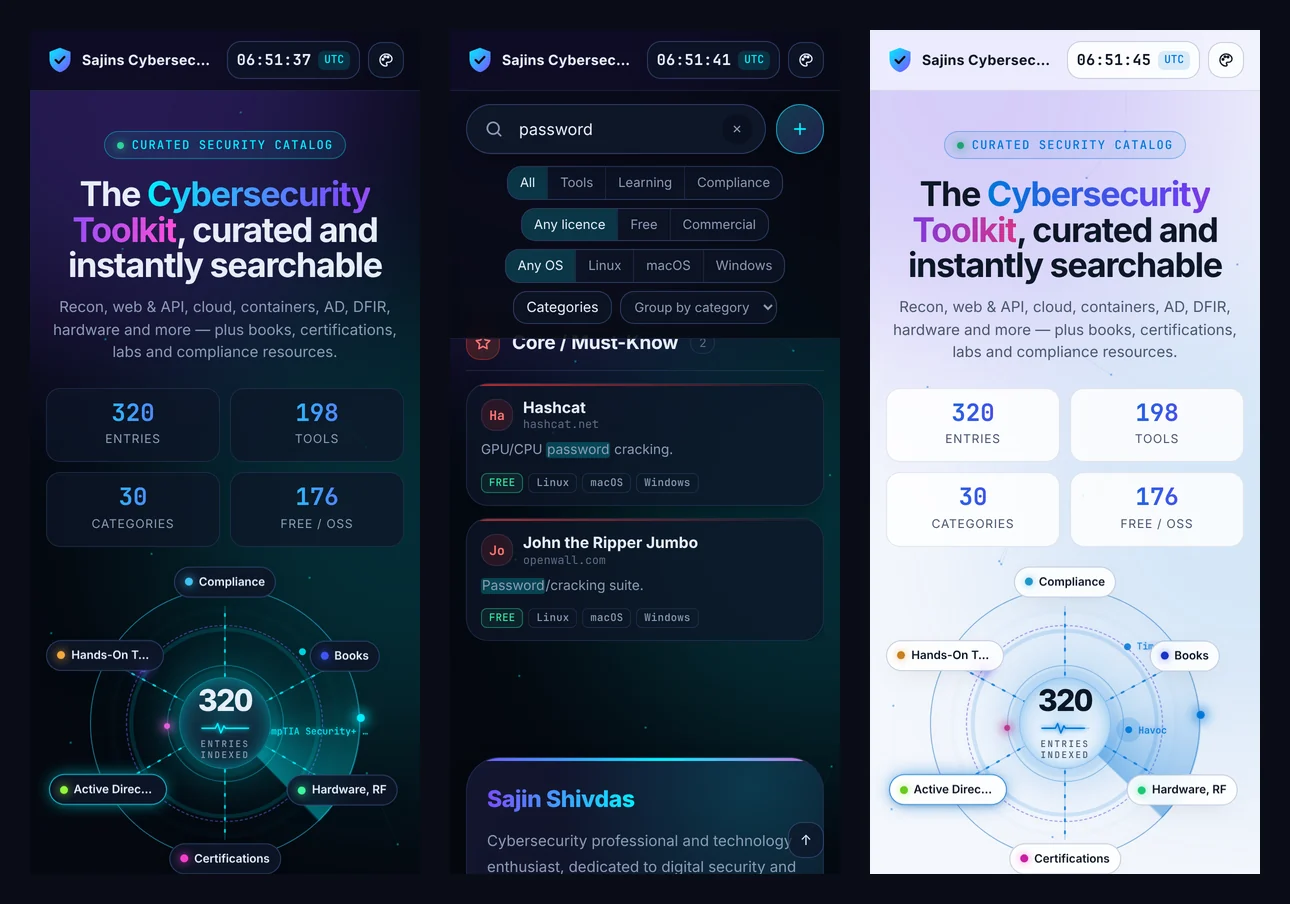 Sajins Cybersec...
06:51:37 UTC
CURATED SECURITY CATALOG
The Cybersecurity
Toolkit, curated and
instantly searchable
Recon, web & API, cloud, containers, AD, DFIR,
hardware and more — plus books, certifications,
labs and compliance resources.
320
ENTRIES
198
TOOLS
30
CATEGORIES
176
FREE / OSS
Compliance
Hands-On T...
Books
320
ENTRIES
INDEXED
mpTIA Security+ …
Active Direc...
Hardware, RF
Certifications
Sajins Cybersec...
06:51:41 UTC
password
×
+
All Tools Learning Compliance
Any licence Free Commercial
Any OS Linux macOS Windows
Categories Group by category
Core / Must-Know 2
Ha
Hashcat
hashcat.net
GPU/CPU password cracking.
FREE Linux macOS Windows
Jo
John the Ripper Jumbo
openwall.com
Password/cracking suite.
FREE Linux macOS Windows
Sajin Shivdas
Cybersecurity professional and technology
enthusiast, dedicated to digital security and
Sajins Cybersec...
06:51:45 UTC
CURATED SECURITY CATALOG
The Cybersecurity
Toolkit, curated and
instantly searchable
Recon, web & API, cloud, containers, AD, DFIR,
hardware and more — plus books, certifications,
labs and compliance resources.
320
ENTRIES
198
TOOLS
30
CATEGORIES
176
FREE / OSS
Compliance
Hands-On T...
Books
320
ENTRIES
INDEXED
Havoc
Active Direc...
Hardware, RF
Certifications